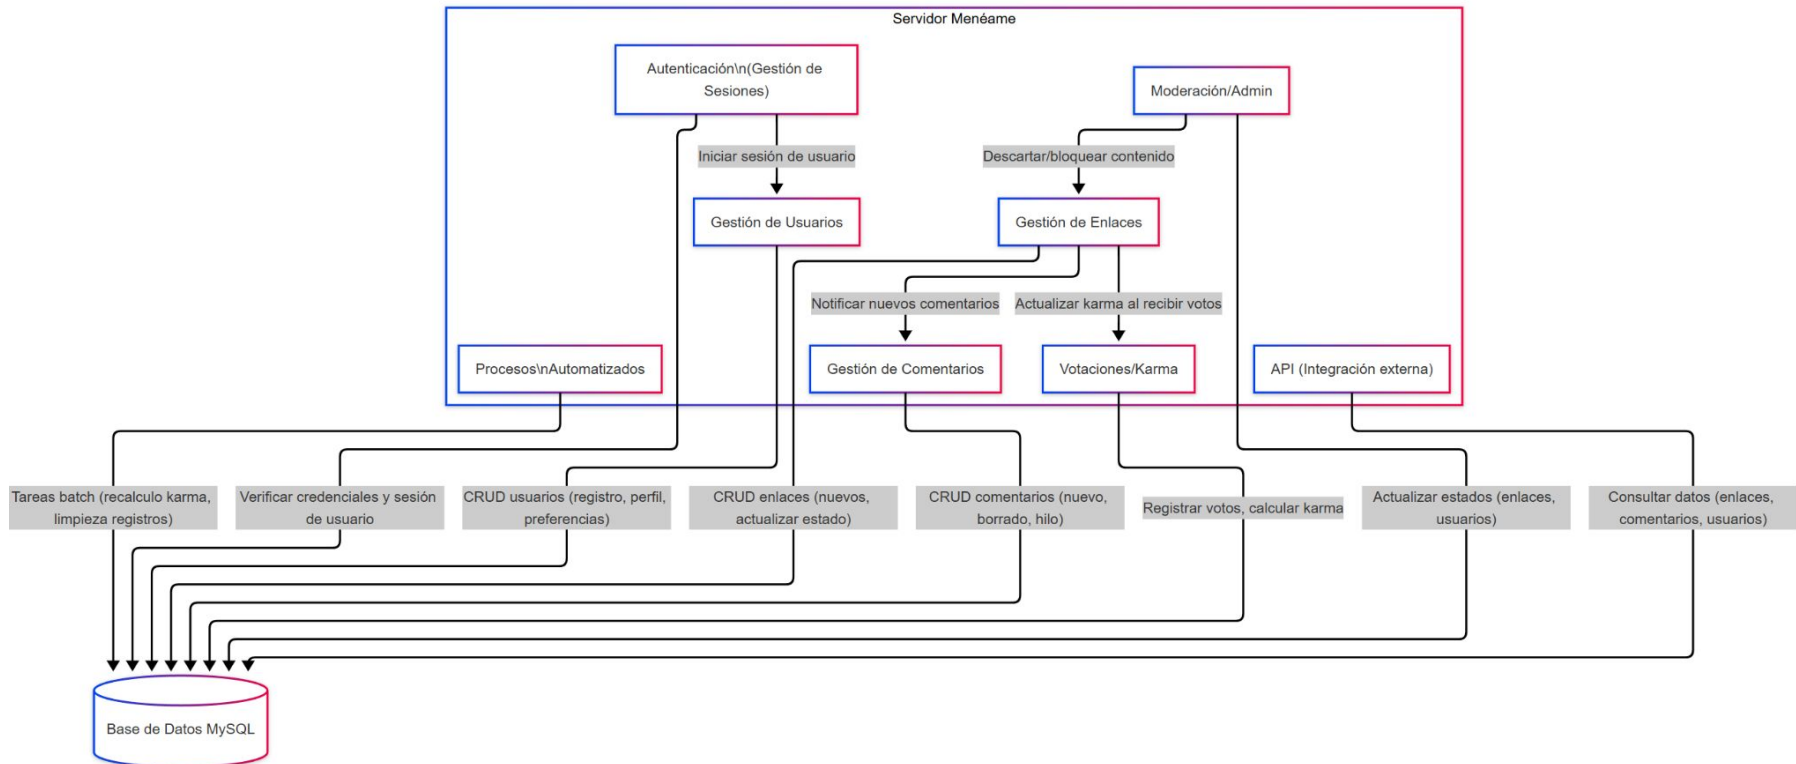 Servidor Menéame
Autenticación\n(Gestión de
Sesiones)
Moderación/Admin
Iniciar sesión de usuario
Descartar/bloquear contenido
Gestión de Usuarios
Gestión de Enlaces
Notificar nuevos comentarios
Actualizar karma al recibir votos
Procesos\nAutomatizados
Gestión de Comentarios
Votaciones/Karma
API (Integración externa)
Tareas batch (recalculo karma,
limpieza registros)
Verificar credenciales y sesión
de usuario
CRUD usuarios (registro, perfil,
preferencias)
CRUD enlaces (nuevos,
actualizar estado)
CRUD comentarios (nuevo,
borrado, hilo)
Registrar votos, calcular karma
Actualizar estados (enlaces,
usuarios)
Consultar datos (enlaces,
comentarios, usuarios)
Base de Datos MySQL